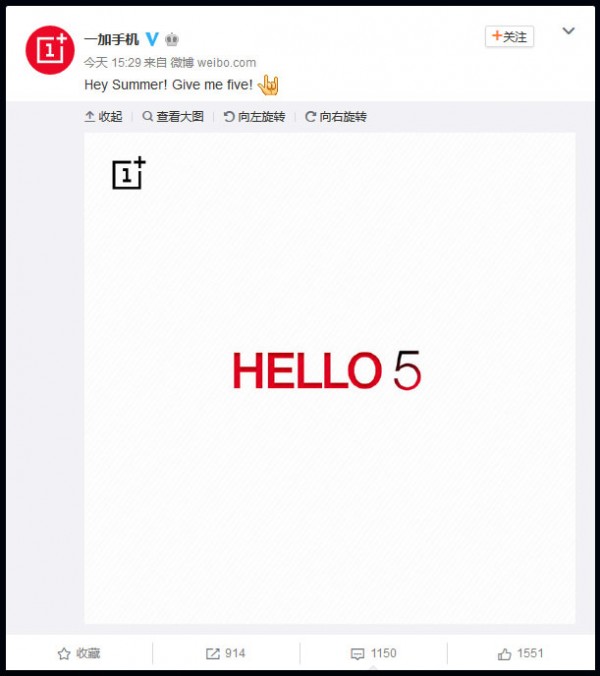 一加手机
+关注
今天 15:29 来自 微博 weibo.com
Hey Summer! Give me five!
收起 查看大图 向左旋转 向右旋转
HELLO 5
收藏 914 1150 1551